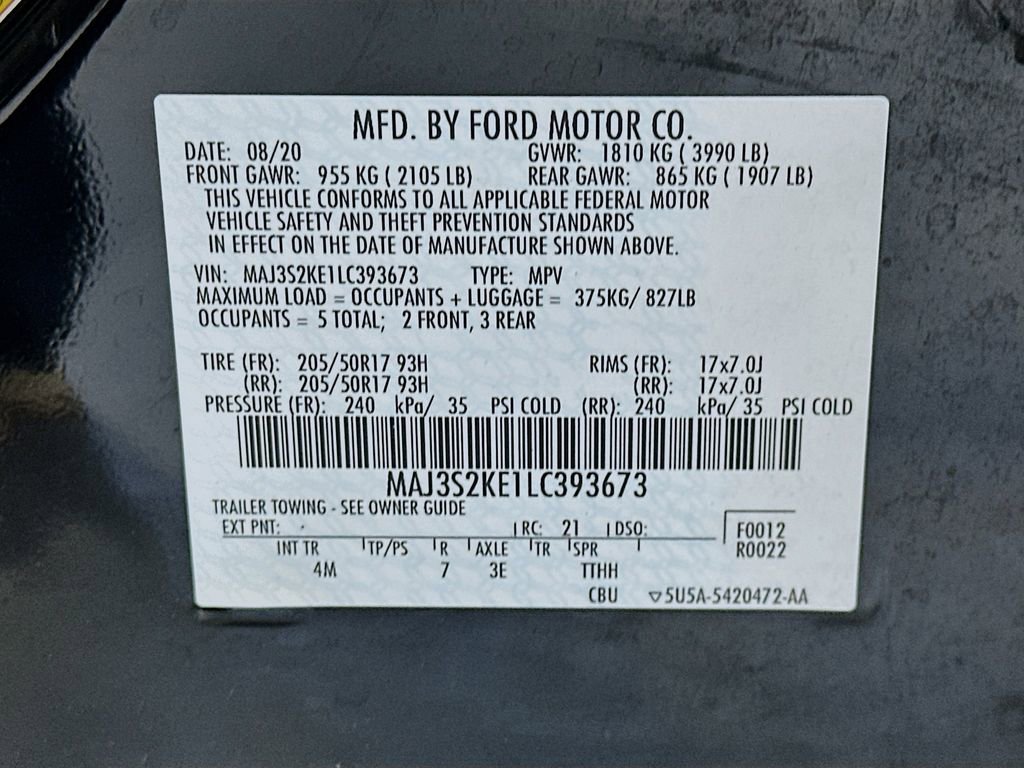 MFD. BY FORD MOTOR CO.
DATE: 08/20 GVWR: 1810 KG ( 3990 LB)
FRONT GAWR: 955 KG ( 2105 LB) REAR GAWR: 865 KG ( 1907 LB)
THIS VEHICLE CONFORMS TO ALL APPLICABLE FEDERAL MOTOR
VEHICLE SAFETY AND THEFT PREVENTION STANDARDS
IN EFFECT ON THE DATE OF MANUFACTURE SHOWN ABOVE.
VIN: MAJ3S2KE1LC393673 TYPE: MPV
MAXIMUM LOAD = OCCUPANTS + LUGGAGE = 375KG/ 827LB
OCCUPANTS = 5 TOTAL; 2 FRONT, 3 REAR
TIRE (FR): 205/50R17 93H RIMS (FR): 17x7.0J
(RR): 205/50R17 93H (RR): 17x7.0J
PRESSURE (FR): 240 kPa/ 35 PSI COLD (RR): 240 kPa/ 35 PSI COLD
MAJ3S2KE1LC393673
TRAILER TOWING - SEE OWNER GUIDE
EXT PNT: RC: 21 DSO: F0012
R0022
INT TR TP/PS R AXLE TR SPR
4M 7 3E TTHH
CBU ▽5U5A-5420472-AA